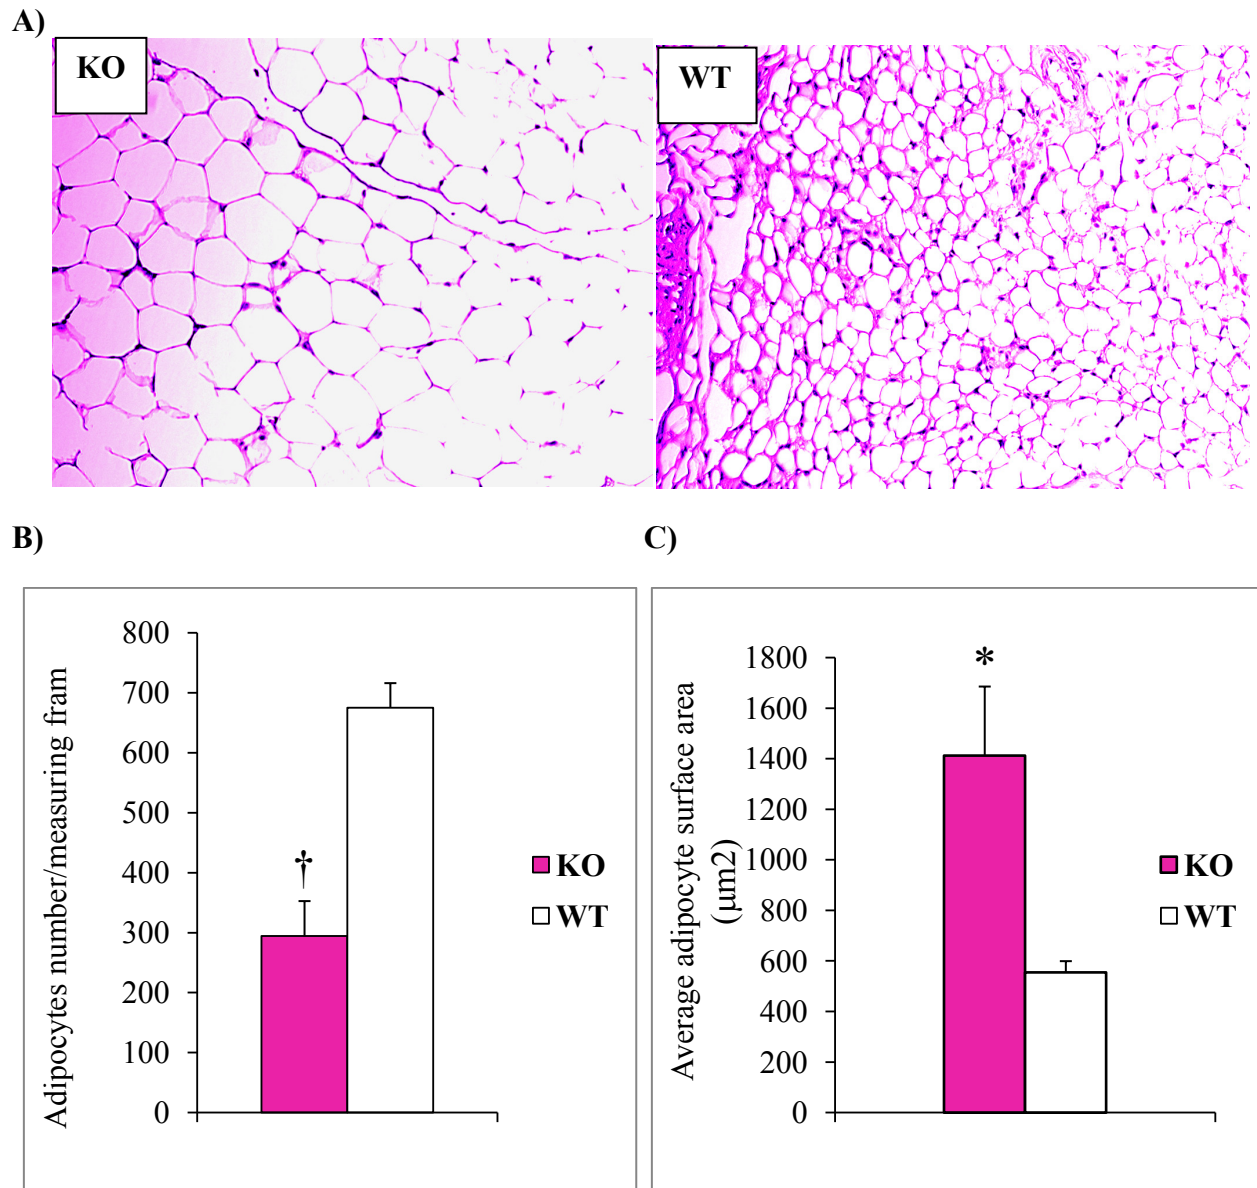 A)
KO
WT
B)
C)
Adipocytes number/measuring fram
800
700
600
500
400
300
200
100
0
†
KO
WT
Average adipocyte surface area
(µm2)
1800
1600
1400
1200
1000
800
600
400
200
0
*
KO
WT